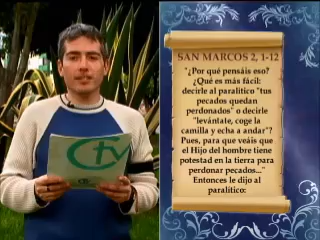 SAN MARCOS 2, 1-12
"¿Por qué pensáis eso?
¿Qué es más fácil:
decirle al paralítico "tus
pecados quedan
perdonados" o decirle
"levántate, coge la
camilla y echa a andar"?
Pues, para que veáis que
el Hijo del hombre tiene
potestad en la tierra para
perdonar pecados..."
Entonces le dijo al
paralítico: